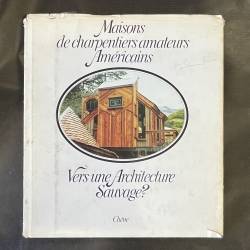 Maisons
de charpentiers amateurs
Américains
Vers une Architecture
Sauvage?
Chêne